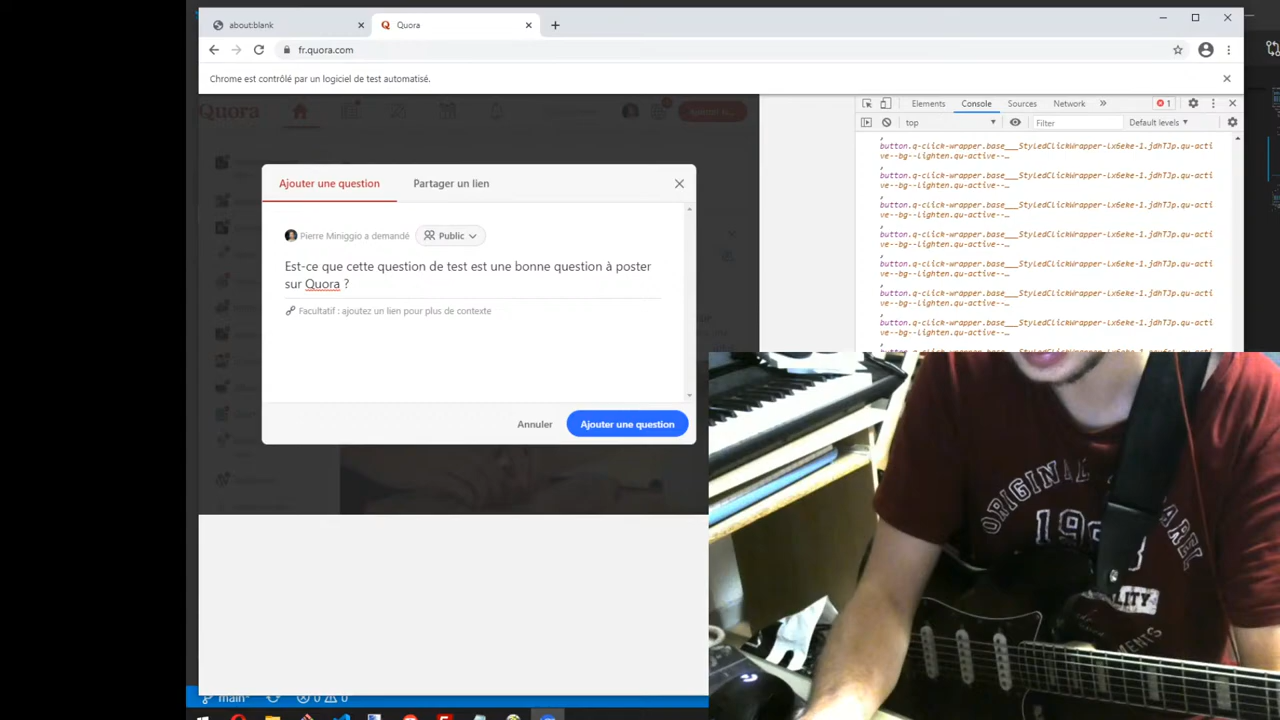 about:blank
Quora
fr.quora.com
Chrome est contrôlé par un logiciel de test automatisé.
Quora
Elements
Console
Sources
Network
1
top
Filter
Default levels
,
button.q-click-wrapper.base___StyledClickWrapper-Lx6eke-1.jdhTJp.qu-acti
ve--bg--lighten.qu-active--…
,
button.q-click-wrapper.base___StyledClickWrapper-Lx6eke-1.jdhTJp.qu-acti
ve--bg--lighten.qu-active--…
,
button.q-click-wrapper.base___StyledClickWrapper-Lx6eke-1.jdhTJp.qu-acti
ve--bg--lighten.qu-active--…
,
button.q-click-wrapper.base___StyledClickWrapper-Lx6eke-1.jdhTJp.qu-acti
ve--bg--lighten.qu-active--…
,
button.q-click-wrapper.base___StyledClickWrapper-Lx6eke-1.jdhTJp.qu-acti
ve--bg--lighten.qu-active--…
,
button.q-click-wrapper.base___StyledClickWrapper-Lx6eke-1.jdhTJp.qu-acti
ve--bg--lighten.qu-active--…
,
button.q-click-wrapper.base___StyledClickWrapper-Lx6eke-1.jdhTJp.qu-acti
ve--bg--lighten.qu-active--…
,
Ajouter une question
Partager un lien
Pierre Miniggio a demandé
Public
Est-ce que cette question de test est une bonne question à poster
sur Quora ?
Facultatif : ajoutez un lien pour plus de contexte
Annuler
Ajouter une question
ORIGINAL
main*
0
0